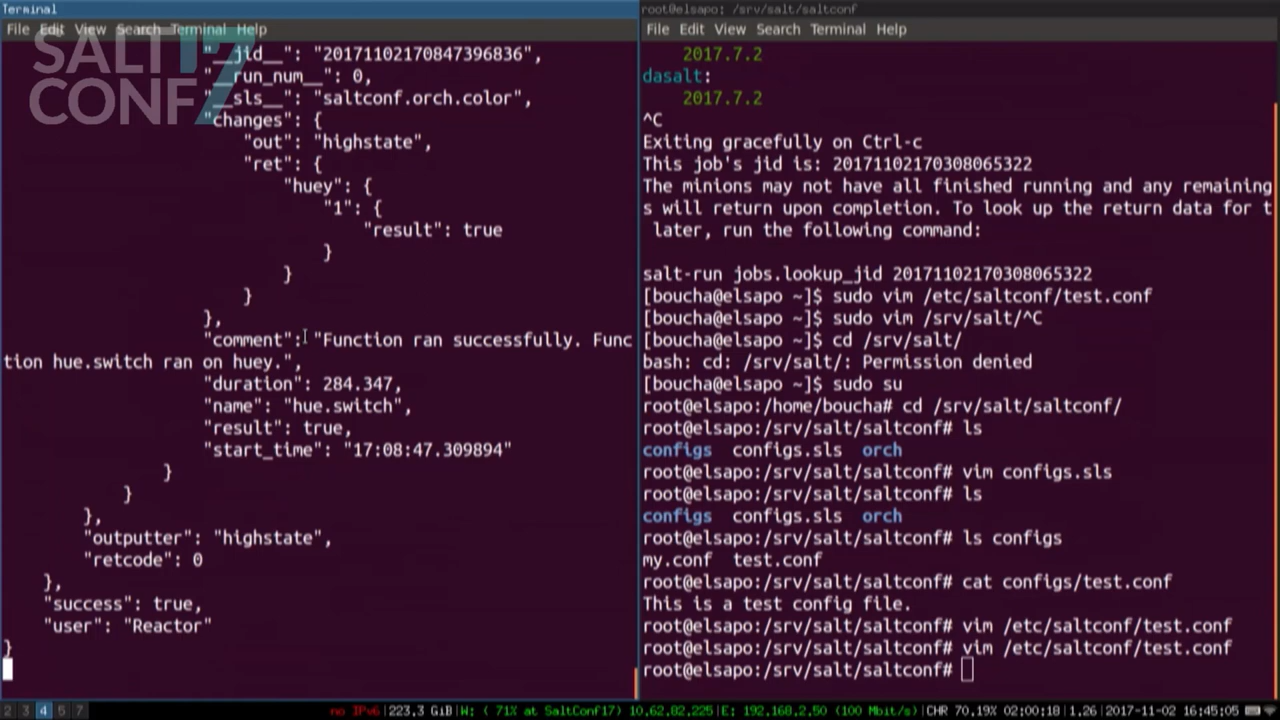 Terminal
File Edit View Search Terminal Help
SALT
CONF
17
"__jid__": "20171102170847396836",
"__run_num__": 0,
"__sls__": "saltconf.orch.color",
"changes": {
"out": "highstate",
"ret": {
"huey": {
"1": {
"result": true
}
}
}
},
"comment": "Function ran successfully. Func
tion hue.switch ran on huey.",
"duration": 284.347,
"name": "hue.switch",
"result": true,
"start_time": "17:08:47.309894"
}
}
},
"outputter": "highstate",
"retcode": 0
},
"success": true,
"user": "Reactor"
}
root@elsapo: /srv/salt/saltconf
File Edit View Search Terminal Help
2017.7.2
dasalt:
2017.7.2
^C
Exiting gracefully on Ctrl-c
This job's jid is: 20171102170308065322
The minions may not have all finished running and any remaining
s will return upon completion. To look up the return data for t
later, run the following command:
salt-run jobs.lookup_jid 20171102170308065322
[boucha@elsapo ~]$ sudo vim /etc/saltconf/test.conf
[boucha@elsapo ~]$ sudo vim /srv/salt/^C
[boucha@elsapo ~]$ cd /srv/salt/
bash: cd: /srv/salt/: Permission denied
[boucha@elsapo ~]$ sudo su
root@elsapo:/home/boucha# cd /srv/salt/saltconf/
root@elsapo:/srv/salt/saltconf# ls
configs configs.sls orch
root@elsapo:/srv/salt/saltconf# vim configs.sls
root@elsapo:/srv/salt/saltconf# ls
configs configs.sls orch
root@elsapo:/srv/salt/saltconf# ls configs
my.conf test.conf
root@elsapo:/srv/salt/saltconf# cat configs/test.conf
This is a test config file.
root@elsapo:/srv/salt/saltconf# vim /etc/saltconf/test.conf
root@elsapo:/srv/salt/saltconf# vim /etc/saltconf/test.conf
root@elsapo:/srv/salt/saltconf#
2 3 4 5 7
no IPv6|223,3 GiB|W: ( 71% at SaltConf17) 10,62,82,225|E: 192,168,2,50 (100 Mbit/s)|CHR 70,19% 02:00:18|1,26|2017-11-02 16:45:05